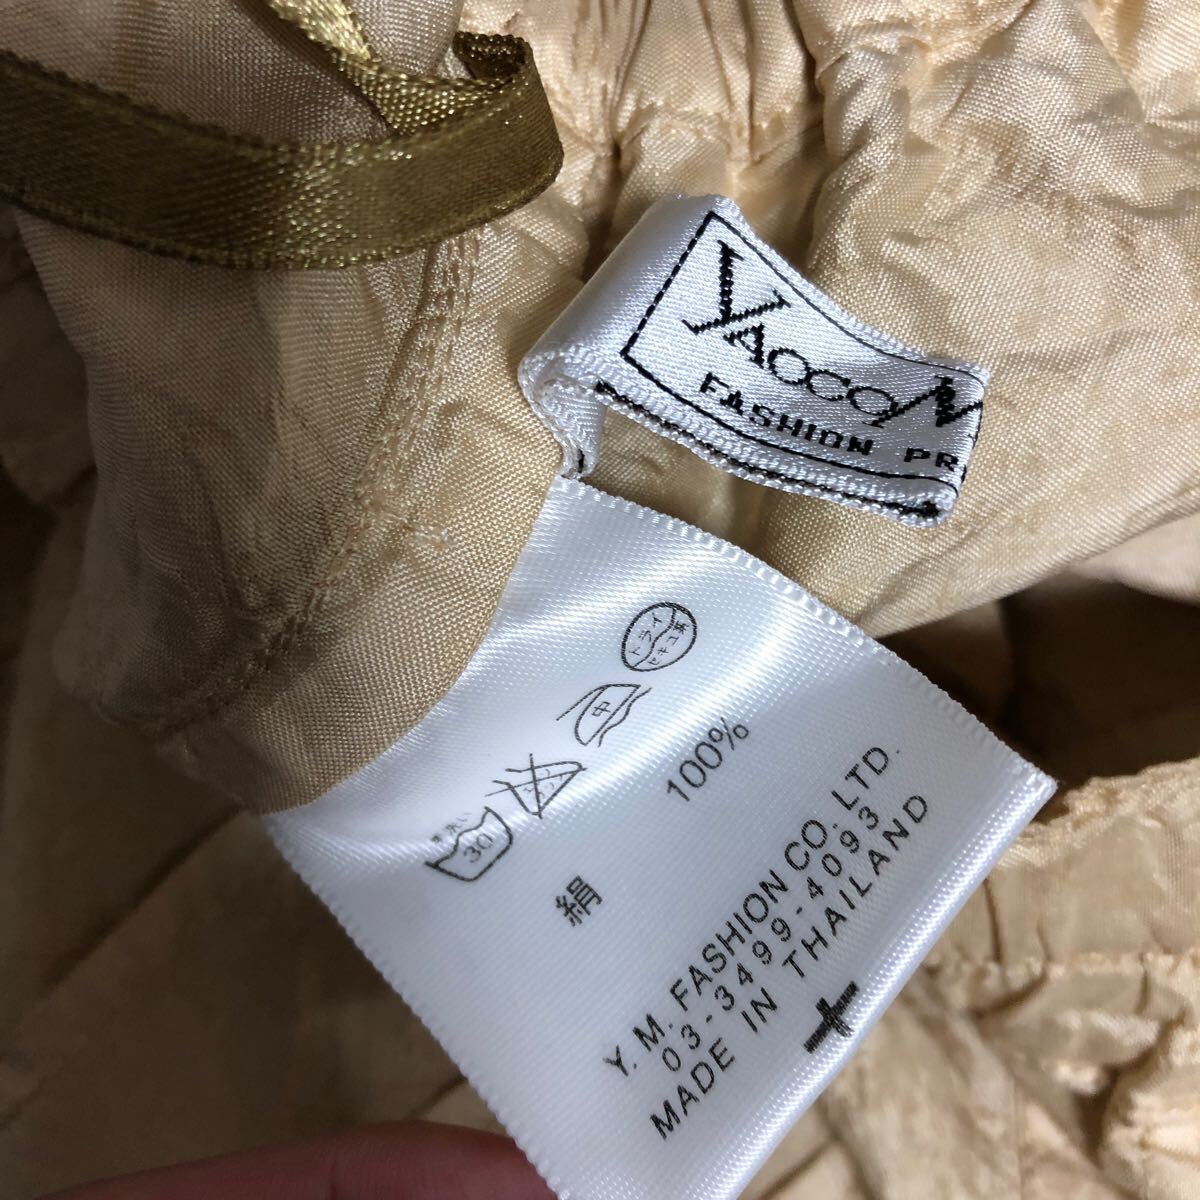 YAOCOM
FASHION PR
ドライ
セキユ系
中
手洗い
30
絹
100%
Y. M. FASHION CO. LTD.
03-3499-4093
MADE IN THAILAND